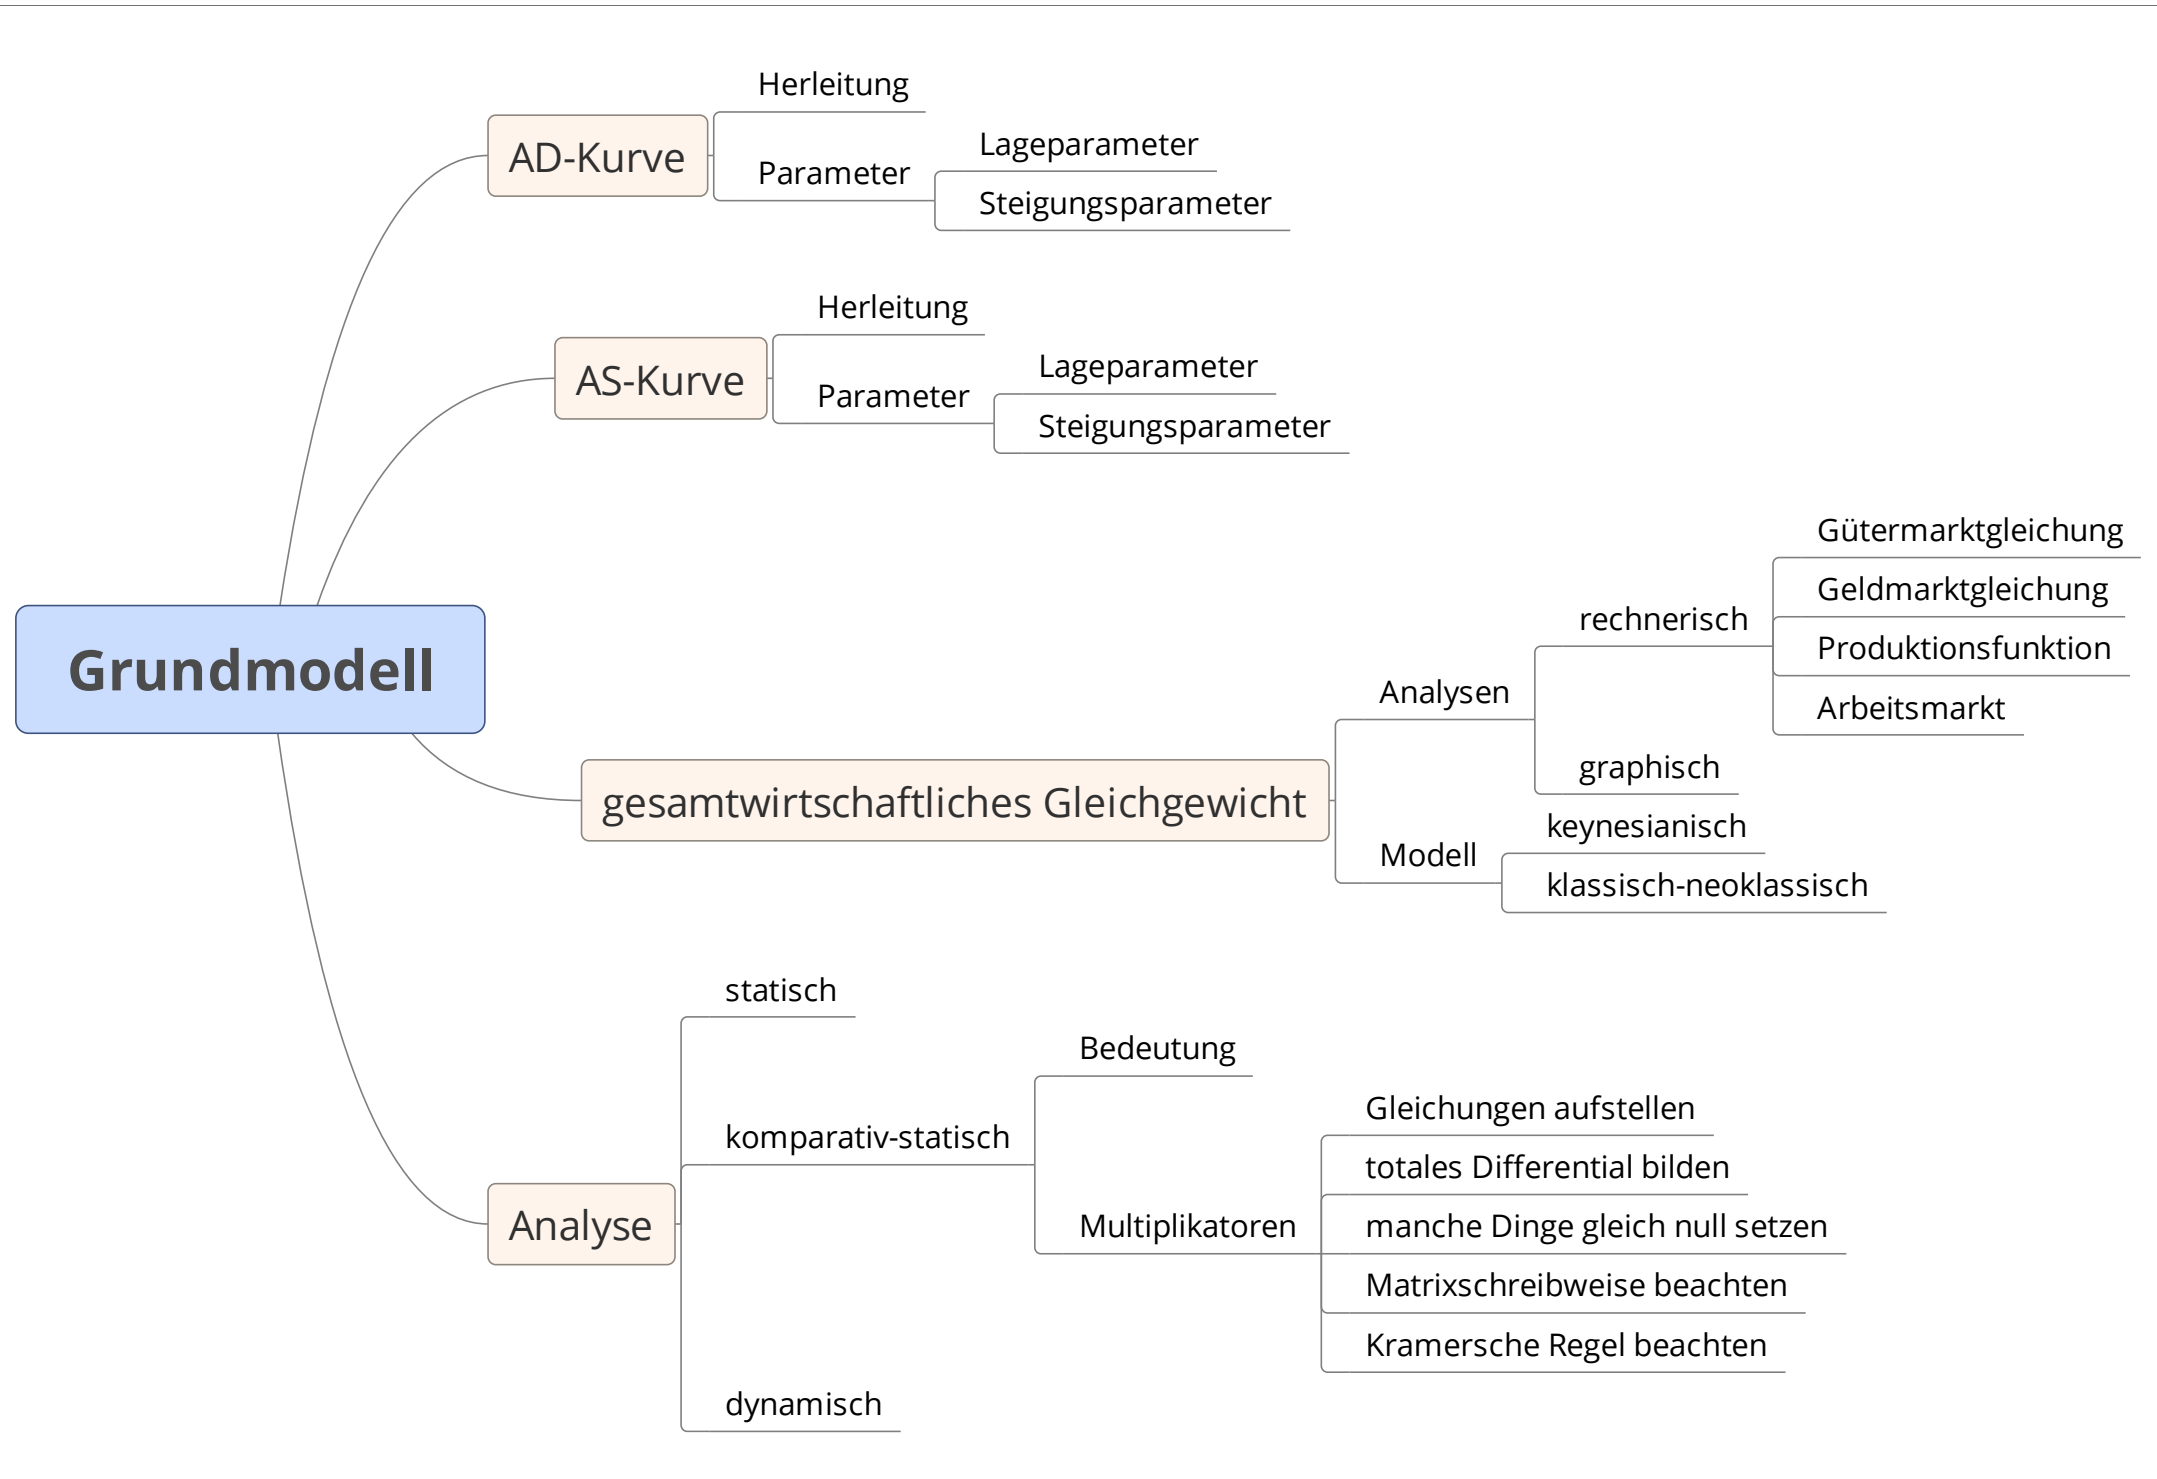 Herleitung
AD-Kurve
Lageparameter
Parameter
Steigungsparameter
Herleitung
AS-Kurve
Lageparameter
Parameter
Steigungsparameter
Grundmodell
Gütermarktgleichung
Geldmarktgleichung
rechnerisch
Produktionsfunktion
Analysen
Arbeitsmarkt
graphisch
gesamtwirtschaftliches Gleichgewicht
keynesianisch
Modell
klassisch-neoklassisch
statisch
Bedeutung
komparativ-statisch
Gleichungen aufstellen
totales Differential bilden
Analyse
Multiplikatoren
manche Dinge gleich null setzen
Matrixschreibweise beachten
Kramersche Regel beachten
dynamisch